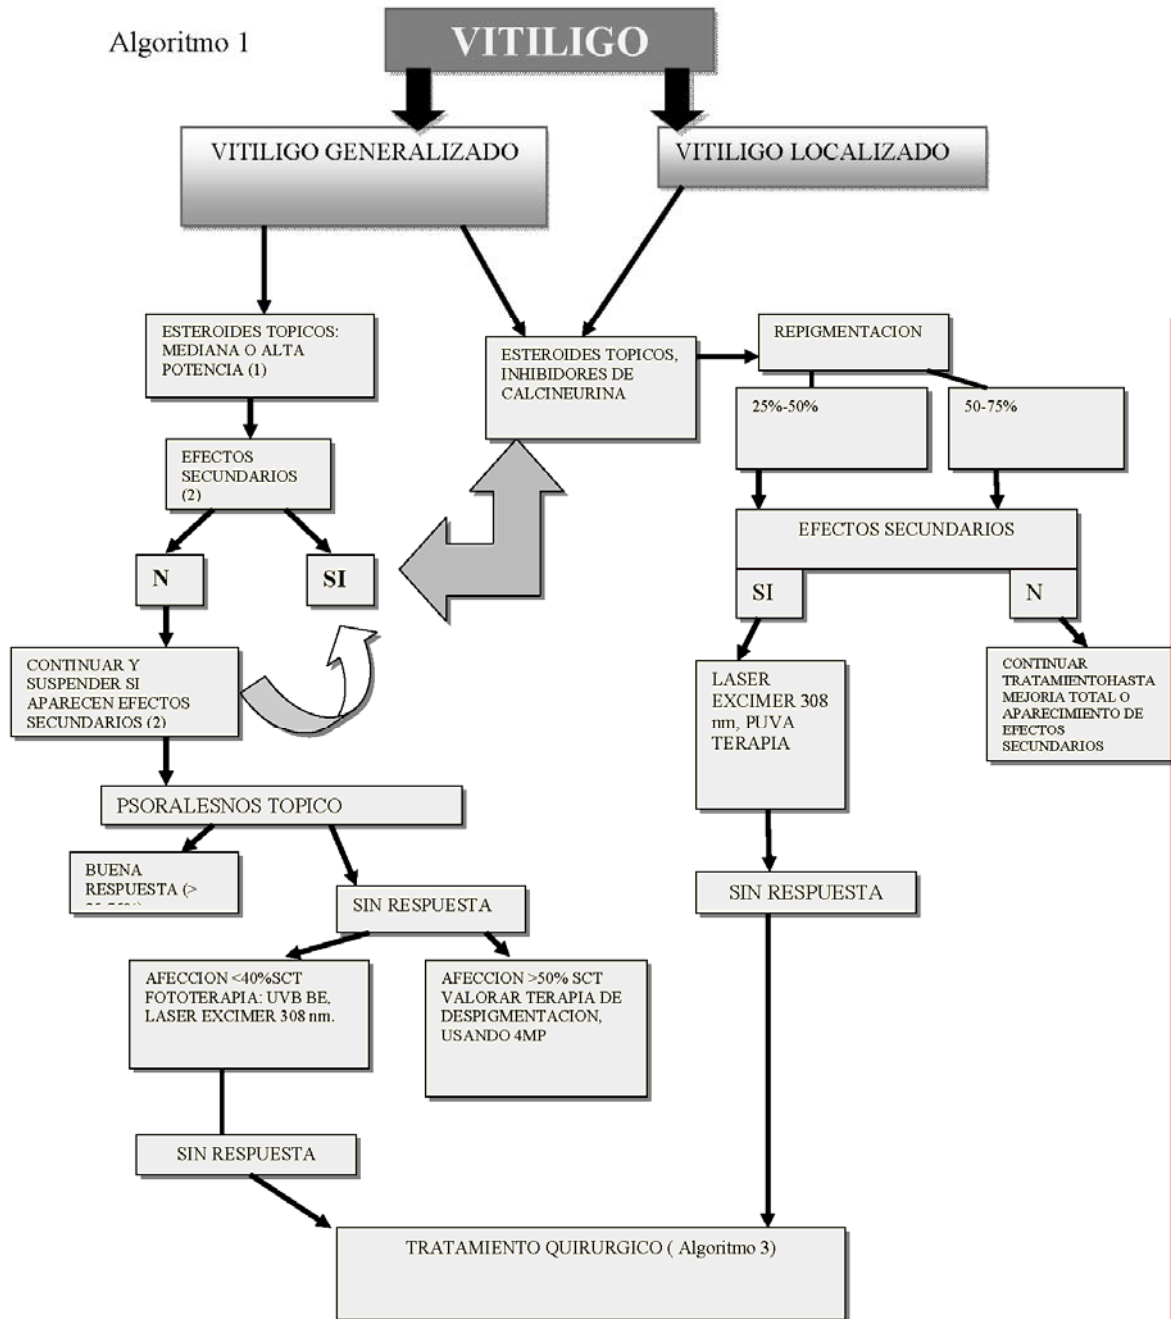 Algoritmo 1
VITILIGO
VITILIGO GENERALIZADO
VITILIGO LOCALIZADO
ESTEROIDES TOPICOS:
MEDIANA O ALTA
POTENCIA (1)
ESTEROIDES TOPICOS,
INHIBIDORES DE
CALCINEURINA
REPIGMENTACION
25%-50%
50-75%
EFECTOS
SECUNDARIOS
(2)
EFECTOS SECUNDARIOS
N
SI
SI
N
CONTINUAR Y
SUSPENDER SI
APARECEN EFECTOS
SECUNDARIOS (2)
LASER
EXCIMER 308
nm, PUVA
TERAPIA
CONTINUAR
TRATAMIENTOHASTA
MEJORIA TOTAL O
APARECIMIENTO DE
EFECTOS
SECUNDARIOS
PSORALESNOS TOPICO
BUENA
RESPUESTA (>
SIN RESPUESTA
SIN RESPUESTA
AFECCION <40%SCT
FOTOTERAPIA: UVB BE,
LASER EXCIMER 308 nm.
AFECCION >50% SCT
VALORAR TERAPIA DE
DESPIGMENTACION,
USANDO 4MP
SIN RESPUESTA
TRATAMIENTO QUIRURGICO ( Algoritmo 3)